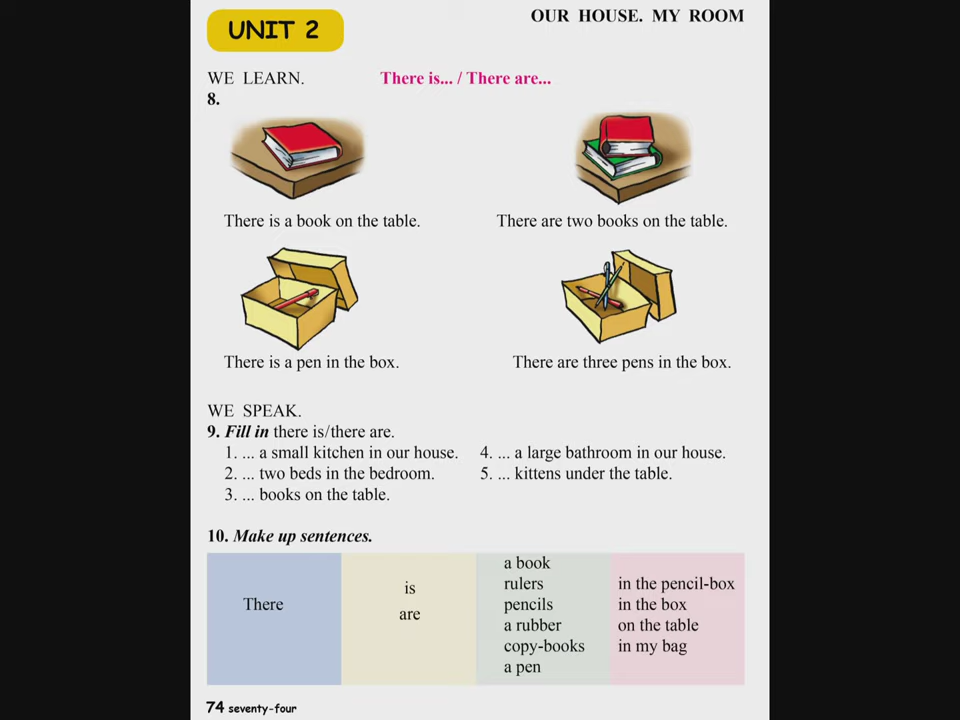 UNIT 2
OUR HOUSE. MY ROOM
WE LEARN. There is... / There are...
8.
There is a book on the table.
There are two books on the table.
There is a pen in the box.
There are three pens in the box.
WE SPEAK.
9. Fill in there is/there are.
1. ... a small kitchen in our house.
2. ... two beds in the bedroom.
3. ... books on the table.
4. ... a large bathroom in our house.
5. ... kittens under the table.
10. Make up sentences.
There
is
are
a book
rulers
pencils
a rubber
copy-books
a pen
in the pencil-box
in the box
on the table
in my bag
74 seventy-four